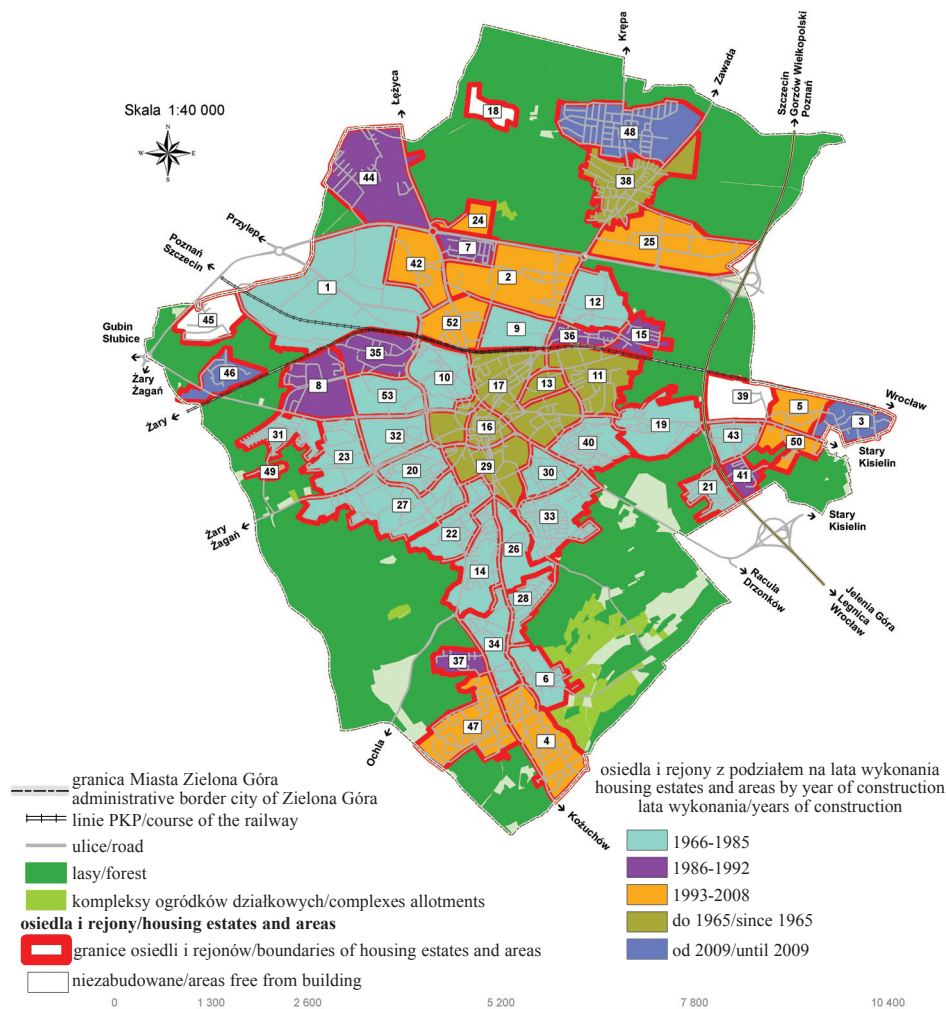 Krępa
Zawada
Szczecin
Gorzów Wielkopolski
Poznań
Łężyca
Skala 1:40 000
N
W
E
S
18
48
44
38
24
25
Przylep
7
42
2
Poznań
Szczecin
1
12
45
52
9
36
15
Gubin
Słubice
35
46
8
10
17
13
11
39
Wrocław
Żary
Żagań
53
5
3
Żary
16
19
31
32
40
43
50
23
29
Stary
Kisielin
49
20
30
41
27
21
33
Stary
Kisielin
Żary
Żagań
22
26
14
Racula
Drzonków
28
Jelenia Góra
Legnica
Wrocław
34
37
6
47
4
Ochla
Kożuchów
granica Miasta Zielona Góra
administrative border city of Zielona Góra
linie PKP/course of the railway
ulice/road
lasy/forest
kompleksy ogródków działkowych/complexes allotments
osiedla i rejony/housing estates and areas
granice osiedli i rejonów/boundaries of housing estates and areas
niezabudowane/areas free from building
osiedla i rejony z podziałem na lata wykonania
housing estates and areas by year of construction
lata wykonania/years of construction
1966-1985
1986-1992
1993-2008
do 1965/since 1965
od 2009/until 2009
0 1 300 2 600 5 200 7 800 10 400